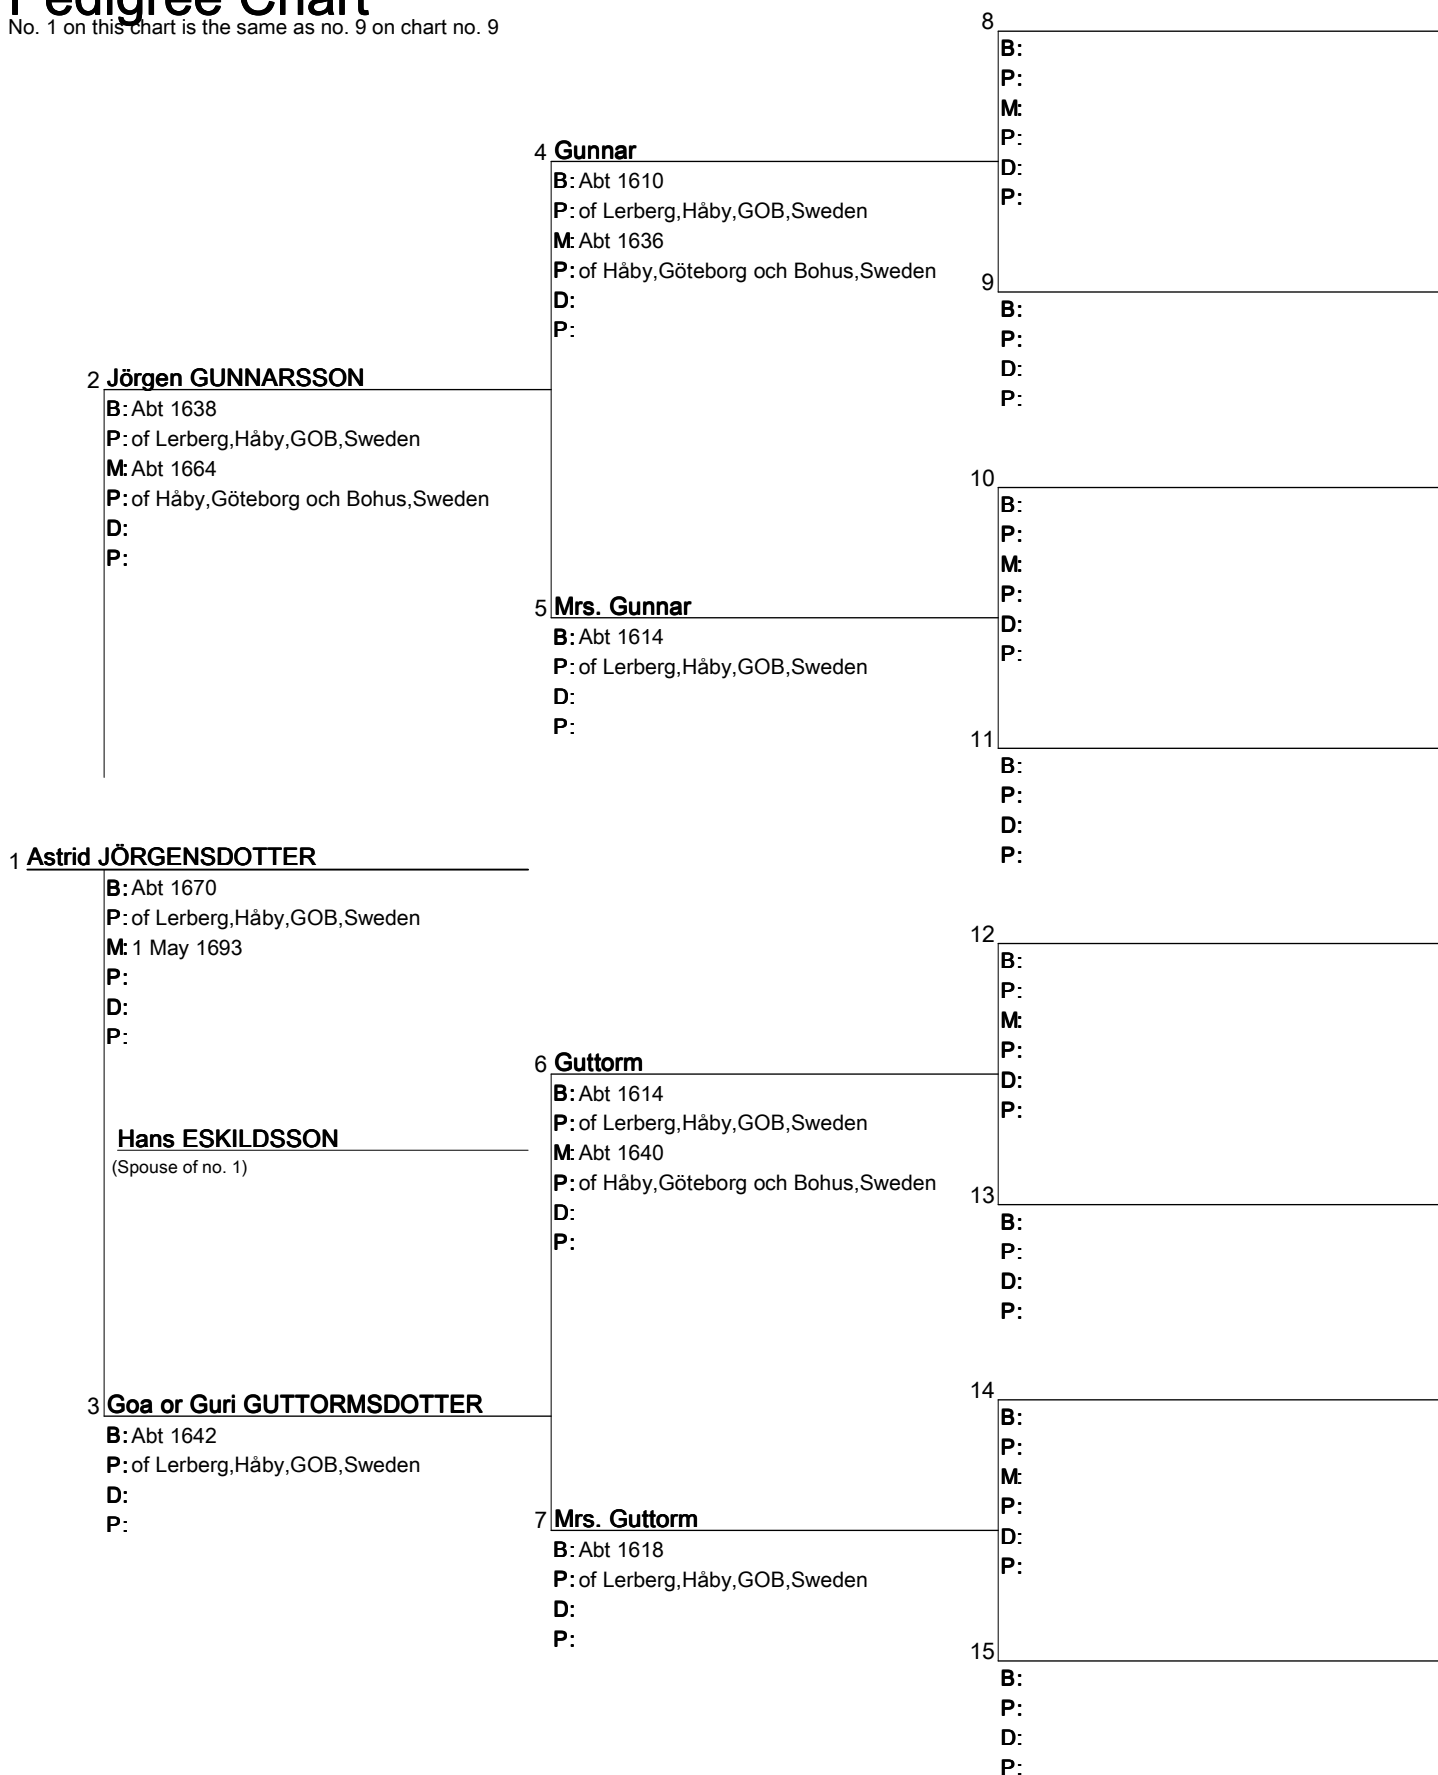 Pedigree Chart
No. 1 on this chart is the same as no. 9 on chart no. 9
8
B:
P:
M:
P:
D:
P:
4 Gunnar
B: Abt 1610
P: of Lerberg,Håby,GOB,Sweden
M: Abt 1636
P: of Håby,Göteborg och Bohus,Sweden
D:
P:
9
B:
P:
D:
P:
2 Jörgen GUNNARSSON
B: Abt 1638
P: of Lerberg,Håby,GOB,Sweden
M: Abt 1664
P: of Håby,Göteborg och Bohus,Sweden
D:
P:
10
B:
P:
M:
P:
D:
P:
5 Mrs. Gunnar
B: Abt 1614
P: of Lerberg,Håby,GOB,Sweden
D:
P:
11
B:
P:
D:
P:
1 Astrid JÖRGENSDOTTER
B: Abt 1670
P: of Lerberg,Håby,GOB,Sweden
M: 1 May 1693
P:
D:
P:
12
B:
P:
M:
P:
D:
P:
6 Guttorm
B: Abt 1614
P: of Lerberg,Håby,GOB,Sweden
M: Abt 1640
P: of Håby,Göteborg och Bohus,Sweden
D:
P:
Hans ESKILDSSON
(Spouse of no. 1)
13
B:
P:
D:
P:
3 Goa or Guri GUTTORMSDOTTER
B: Abt 1642
P: of Lerberg,Håby,GOB,Sweden
D:
P:
14
B:
P:
M:
P:
D:
P:
7 Mrs. Guttorm
B: Abt 1618
P: of Lerberg,Håby,GOB,Sweden
D:
P:
15
B:
P:
D:
P: